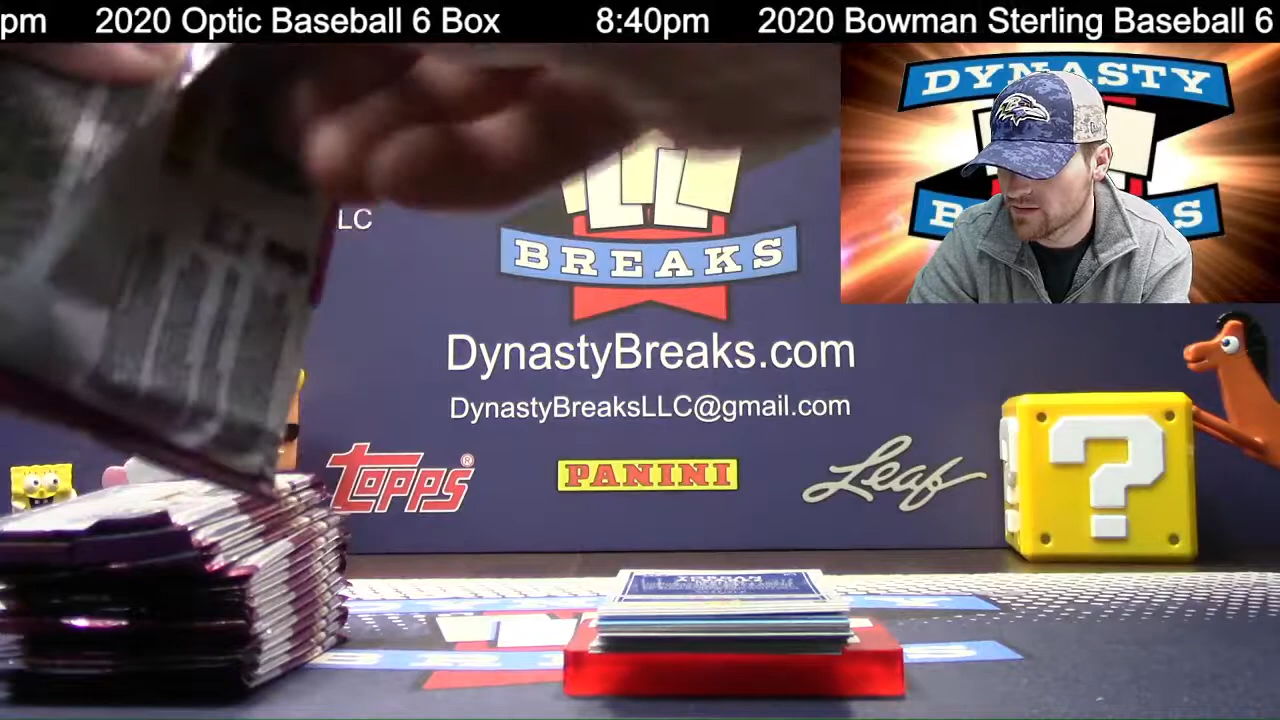 pm 2020 Optic Baseball 6 Box 8:40pm 2020 Bowman Sterling Baseball 6
DYNASTY
B S
LC
BREAKS
DynastyBreaks.com
DynastyBreaksLLC@gmail.com
TOPPS®
PANINI
Leaf
?